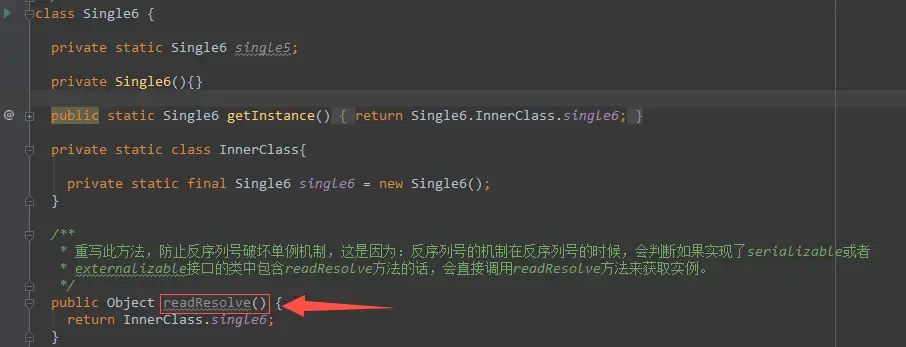 class Single6 {
private static Single6 single5;
private Single6(){}
@ public static Single6 getInstance() { return Single6.InnerClass.single6; }
private static class InnerClass{
private static final Single6 single6 = new Single6();
}
/**
* 重写此方法，防止反序列号破坏单例机制，这是因为：反序列号的机制在反序列号的时候，会判断如果实现了serializable或者
* externalizable接口的类中包含readResolve方法的话，会直接调用readResolve方法来获取实例。
*/
public Object readResolve() {
return InnerClass.single6;
}